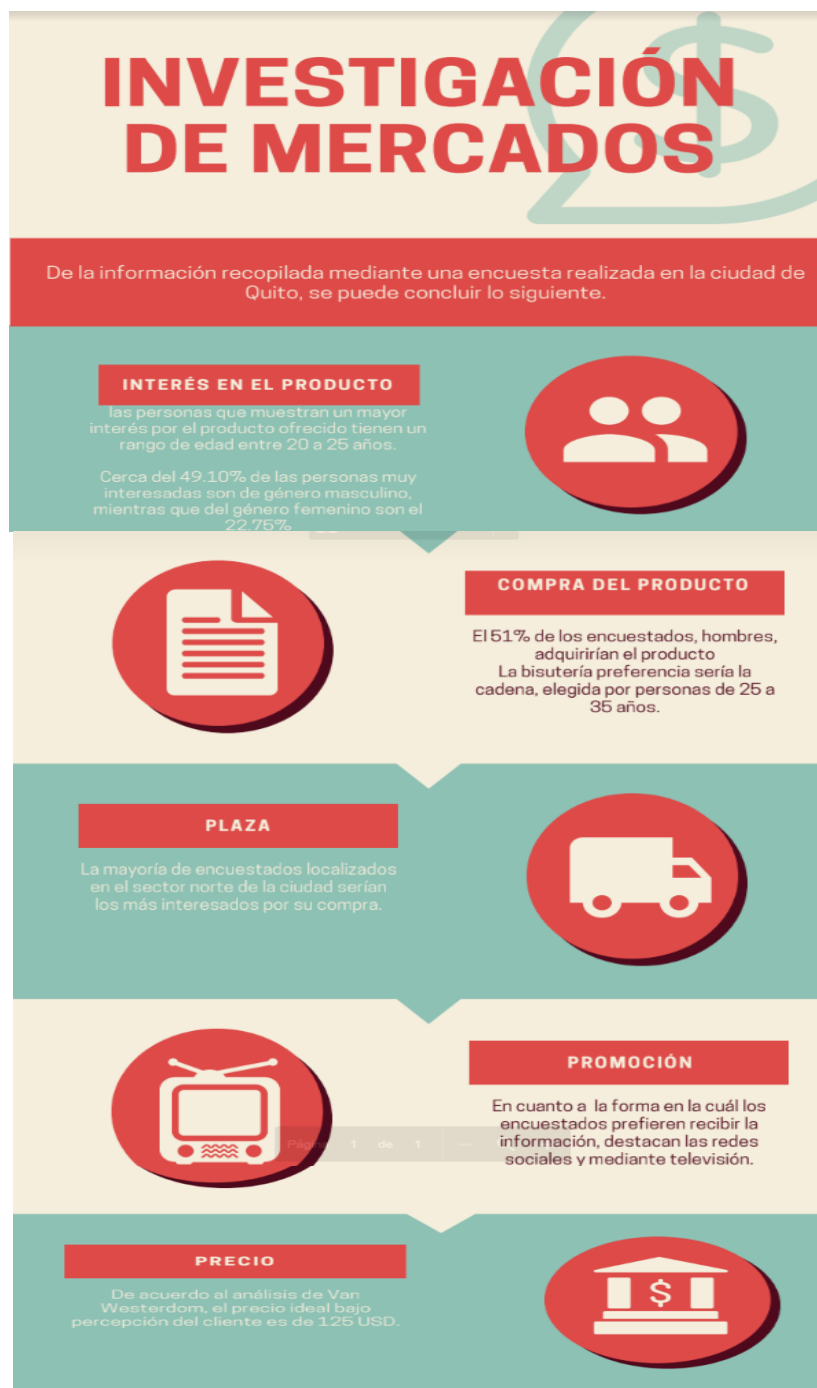 INVESTIGACIÓN
DE MERCADOS
De la información recopilada mediante una encuesta realizada en la ciudad de
Quito, se puede concluir lo siguiente.
INTERÉS EN EL PRODUCTO
las personas que muestran un mayor
interés por el producto ofrecido tienen un
rango de edad entre 20 a 25 años.
Cerca del 49.10% de las personas muy
interesadas son de género masculino,
mientras que del género femenino son el
22.75%
COMPRA DEL PRODUCTO
El 51% de los encuestados, hombres,
adquirirían el producto
La bisutería preferencia sería la
cadena, elegida por personas de 25 a
35 años.
PLAZA
La mayoría de encuestados localizados
en el sector norte de la ciudad serían
los más interesados por su compra.
PROMOCIÓN
En cuanto a la forma en la cuál los
encuestados prefieren recibir la
información, destacan las redes
sociales y mediante televisión.
Página 1 de 1
PRECIO
De acuerdo al análisis de Van
Westerdom, el precio ideal bajo
percepción del cliente es de 125 USD.